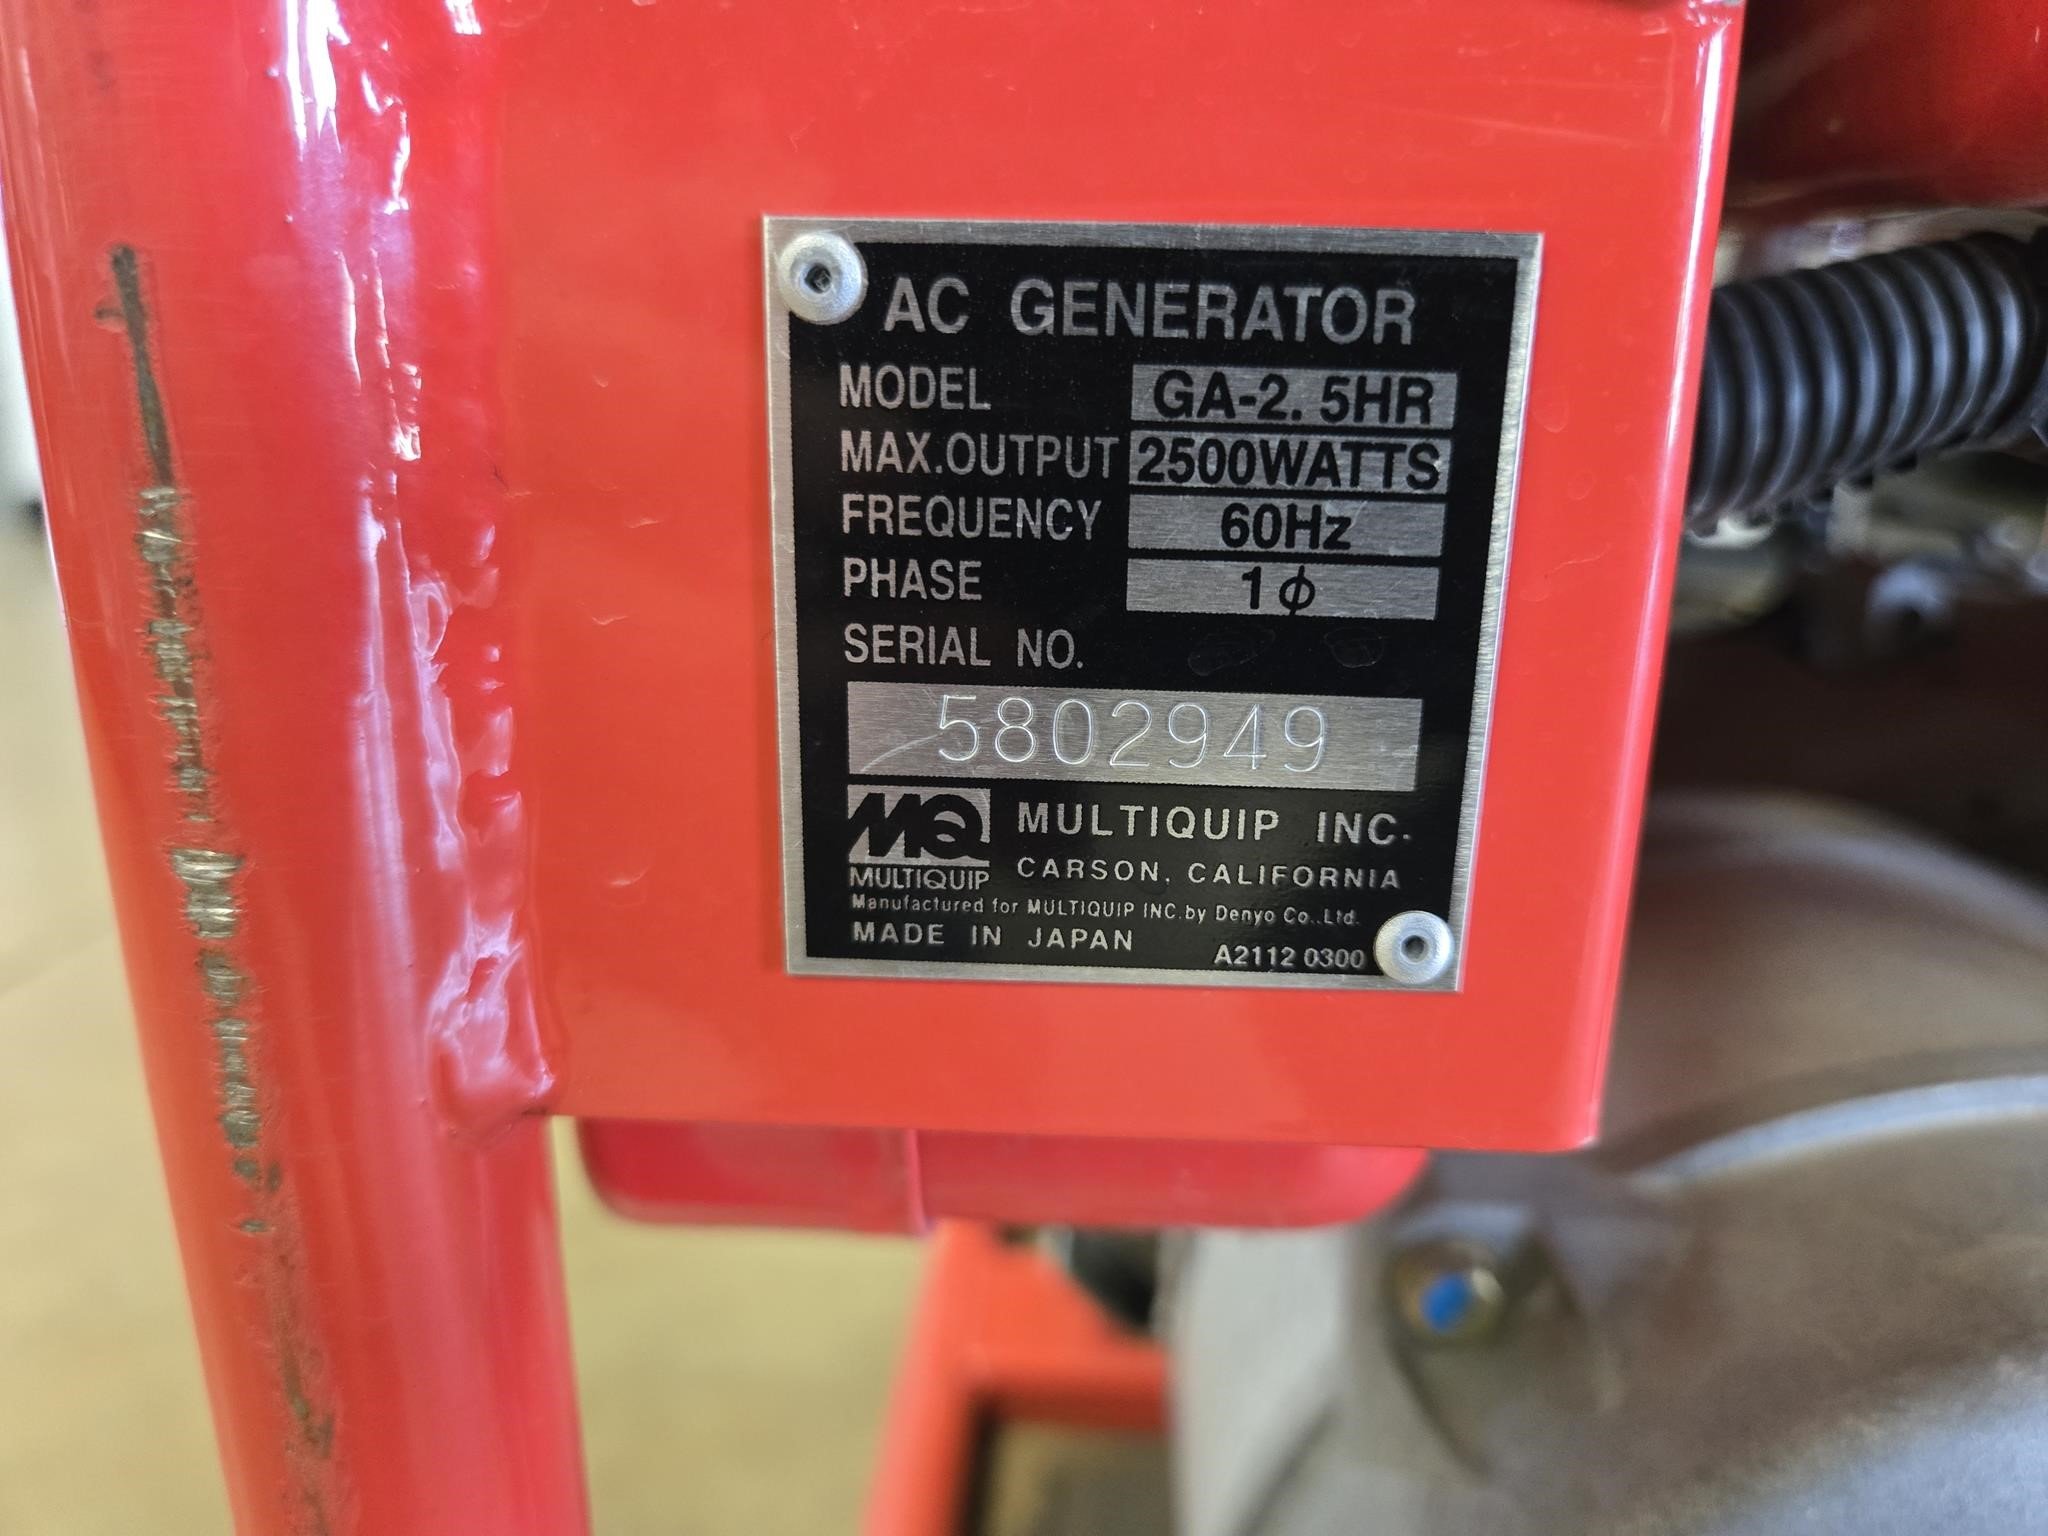 AC GENERATOR
MODEL GA-2.5HR
MAX.OUTPUT 2500WATTS
FREQUENCY 60Hz
PHASE 1ϕ
SERIAL NO.
5802949
MQ MULTIQUIP INC.
MULTIQUIP CARSON, CALIFORNIA
Manufactured for MULTIQUIP INC.by Denyo Co.,Ltd.
MADE IN JAPAN A2112 0300